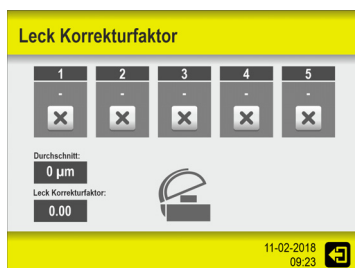 Leck Korrekturfaktor
1 2 3 4 5
- - - - -
Durchschnitt:
0 µm
Leck Korrekturfaktor:
0.00
11-02-2018
09:23